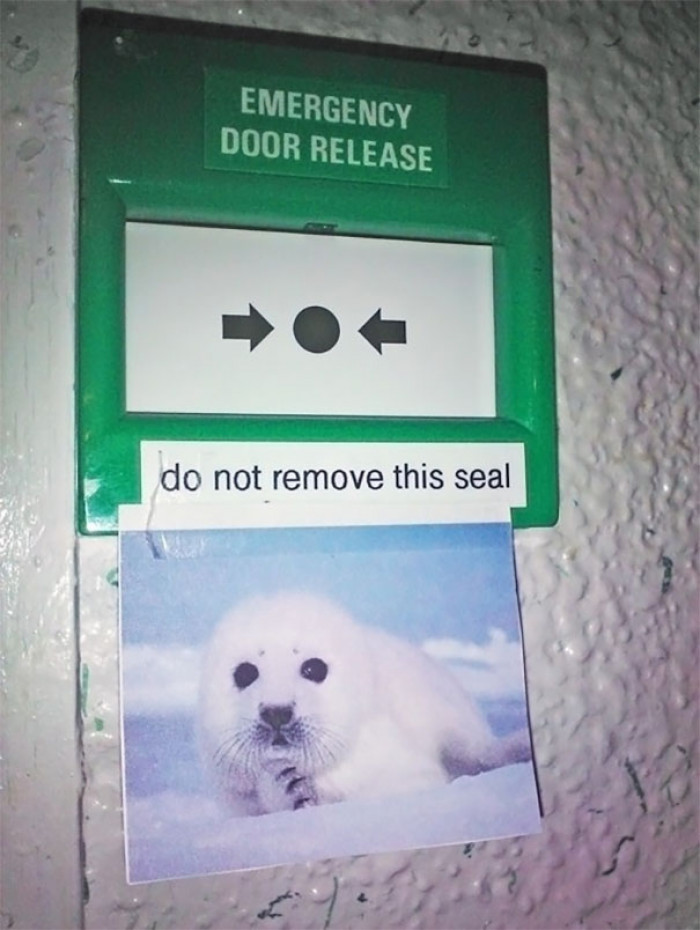 EMERGENCY
DOOR RELEASE
do not remove this seal